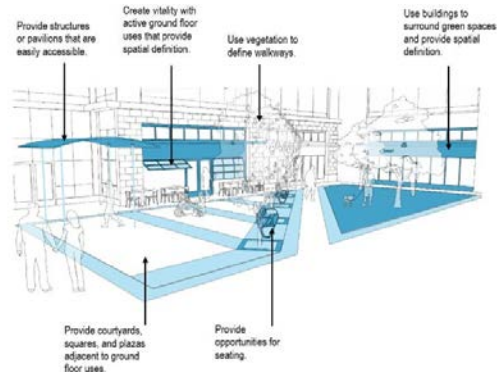 Provide structures
or pavilions that are
easily accessible.
Create vitality with
active ground floor
uses that provide
spatial definition.
Use vegetation to
define walkways.
Use buildings to
surround green spaces
and provide spatial
definition.
Provide courtyards,
squares, and plazas
adjacent to ground
floor uses.
Provide
opportunities for
seating.